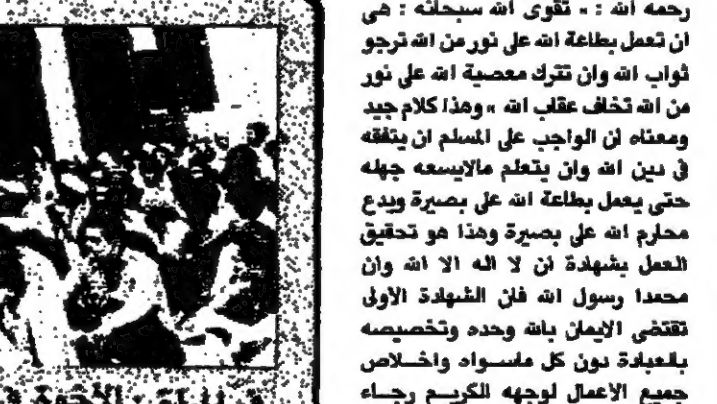 رحمه الله : « تقوى الله سبحانه : هى
ان تعمل بطاعة الله على نور من الله ترجو
ثواب الله وان تترك معصية الله على نور
من الله تخاف عقاب الله » وهذا كلام جيد
ومعناه ان الواجب على المسلم ان يتفقه
فى دين الله وان يتعلم مالايسعه جهله
حتى يعمل بطاعة الله على بصيرة ويدع
محارم الله على بصيرة وهذا هو تحقيق
العمل بشهادة ان لا اله الا الله وان
محمدا رسول الله فان الشهادة الاولى
تقتضى الايمان بالله وحده وتخصيصه
بالعبادة دون كل ماسواه واخلاص
جميع الاعمال لوجهه الكريم رجاء